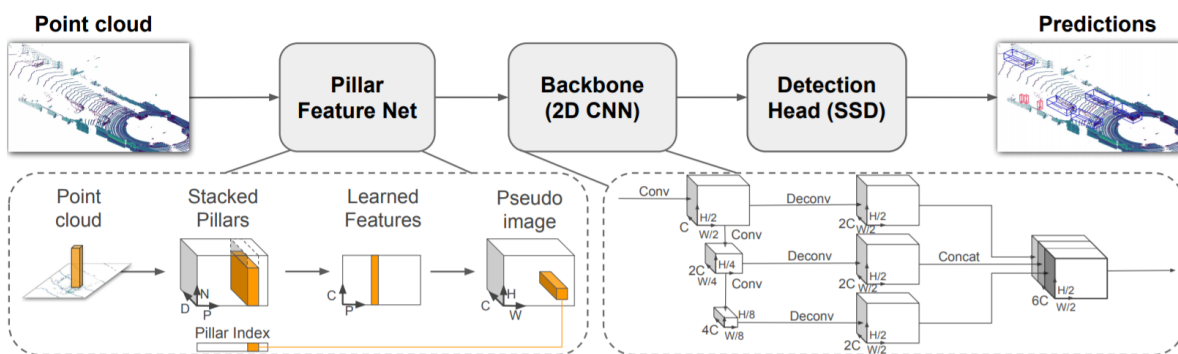 Point cloud
Pillar
Feature Net
Backbone
(2D CNN)
Detection
Head (SSD)
Predictions
Point
cloud
Stacked
Pillars
Learned
Features
Pseudo
image
N
D
P
C
P
H
C
W
Pillar Index
Conv
C
H/2
W/2
Deconv
2C
H/2
W/2
Conv
2C
H/4
W/4
Deconv
2C
H/2
W/2
Concat
Conv
4C
H/8
W/8
Deconv
2C
H/2
W/2
6C
H/2
W/2